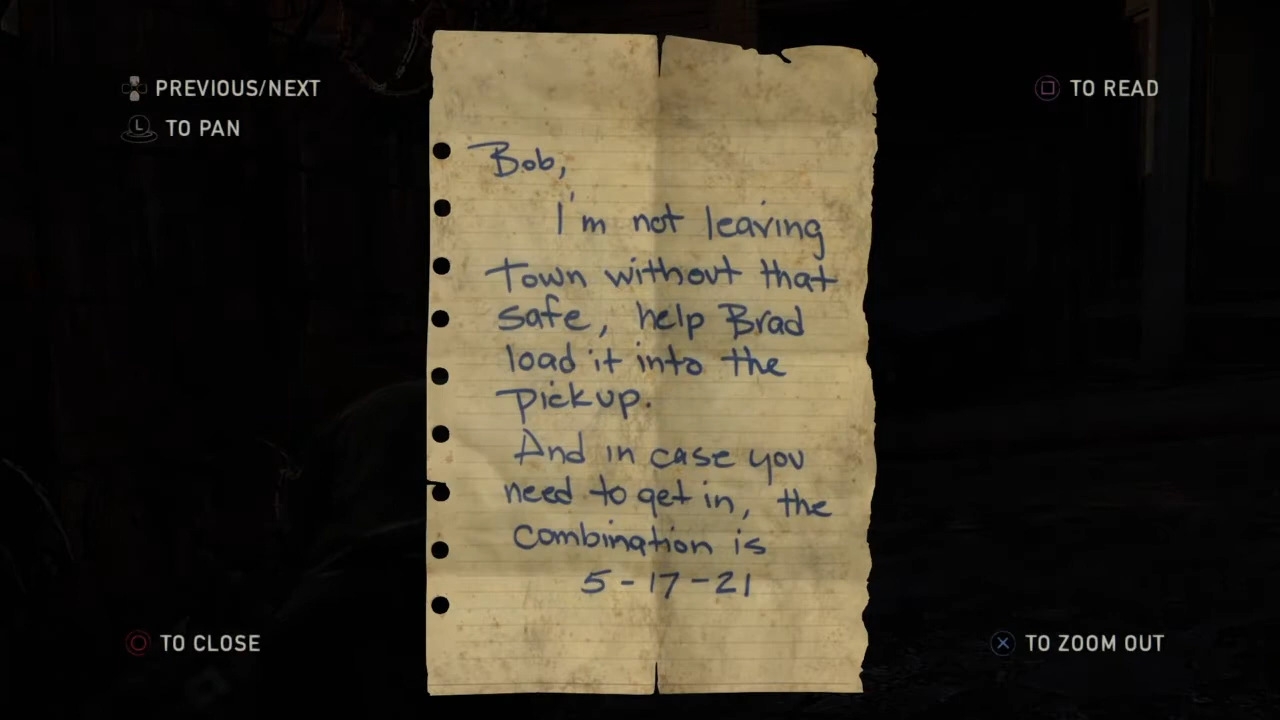 PREVIOUS/NEXT
L TO PAN
TO READ
Bob,
I'm not leaving
town without that
safe, help Brad
load it into the
pickup.
And in case you
need to get in, the
combination is
5-17-21
TO CLOSE
TO ZOOM OUT